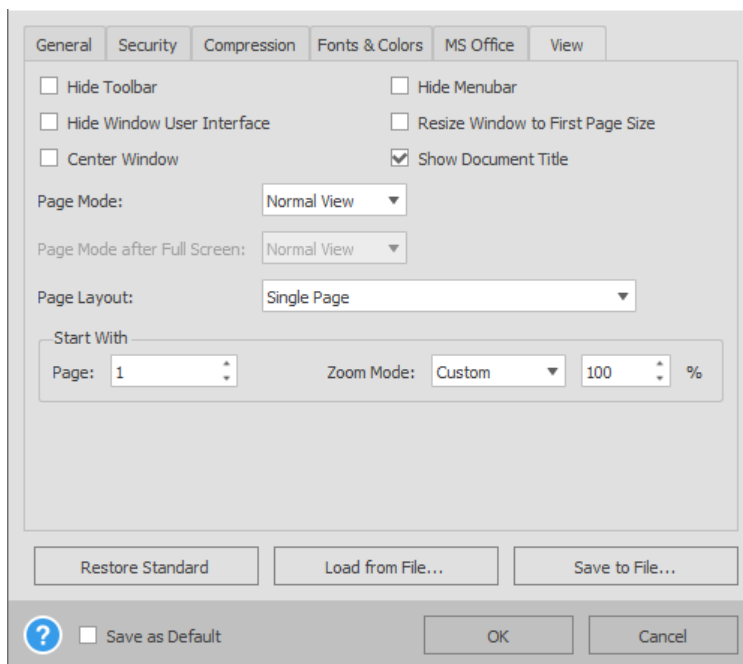 General Security Compression Fonts & Colors MS Office View
Hide Toolbar Hide Menubar
Hide Window User Interface Resize Window to First Page Size
Center Window Show Document Title
Page Mode: Normal View
Page Mode after Full Screen: Normal View
Page Layout: Single Page
Start With
Page: 1 Zoom Mode: Custom 100 %
Restore Standard Load from File... Save to File...
? Save as Default OK Cancel